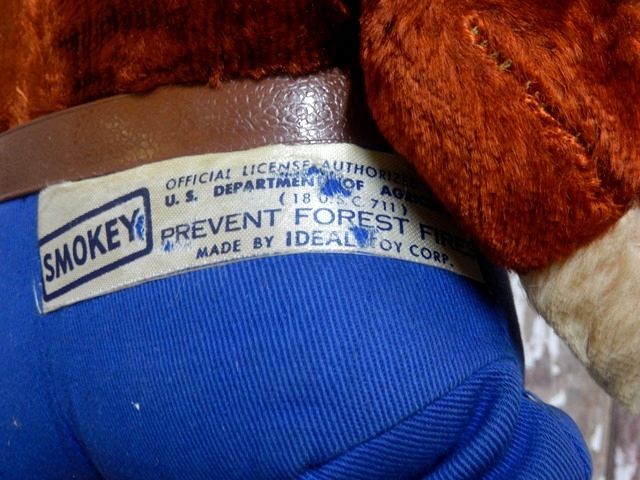 SMOKEY
OFFICIAL LICENSE AUTHORIZED
U. S. DEPARTMENT OF
(18 U S C 711)
PREVENT FOREST FIRES
MADE BY IDEAL TOY CORP.